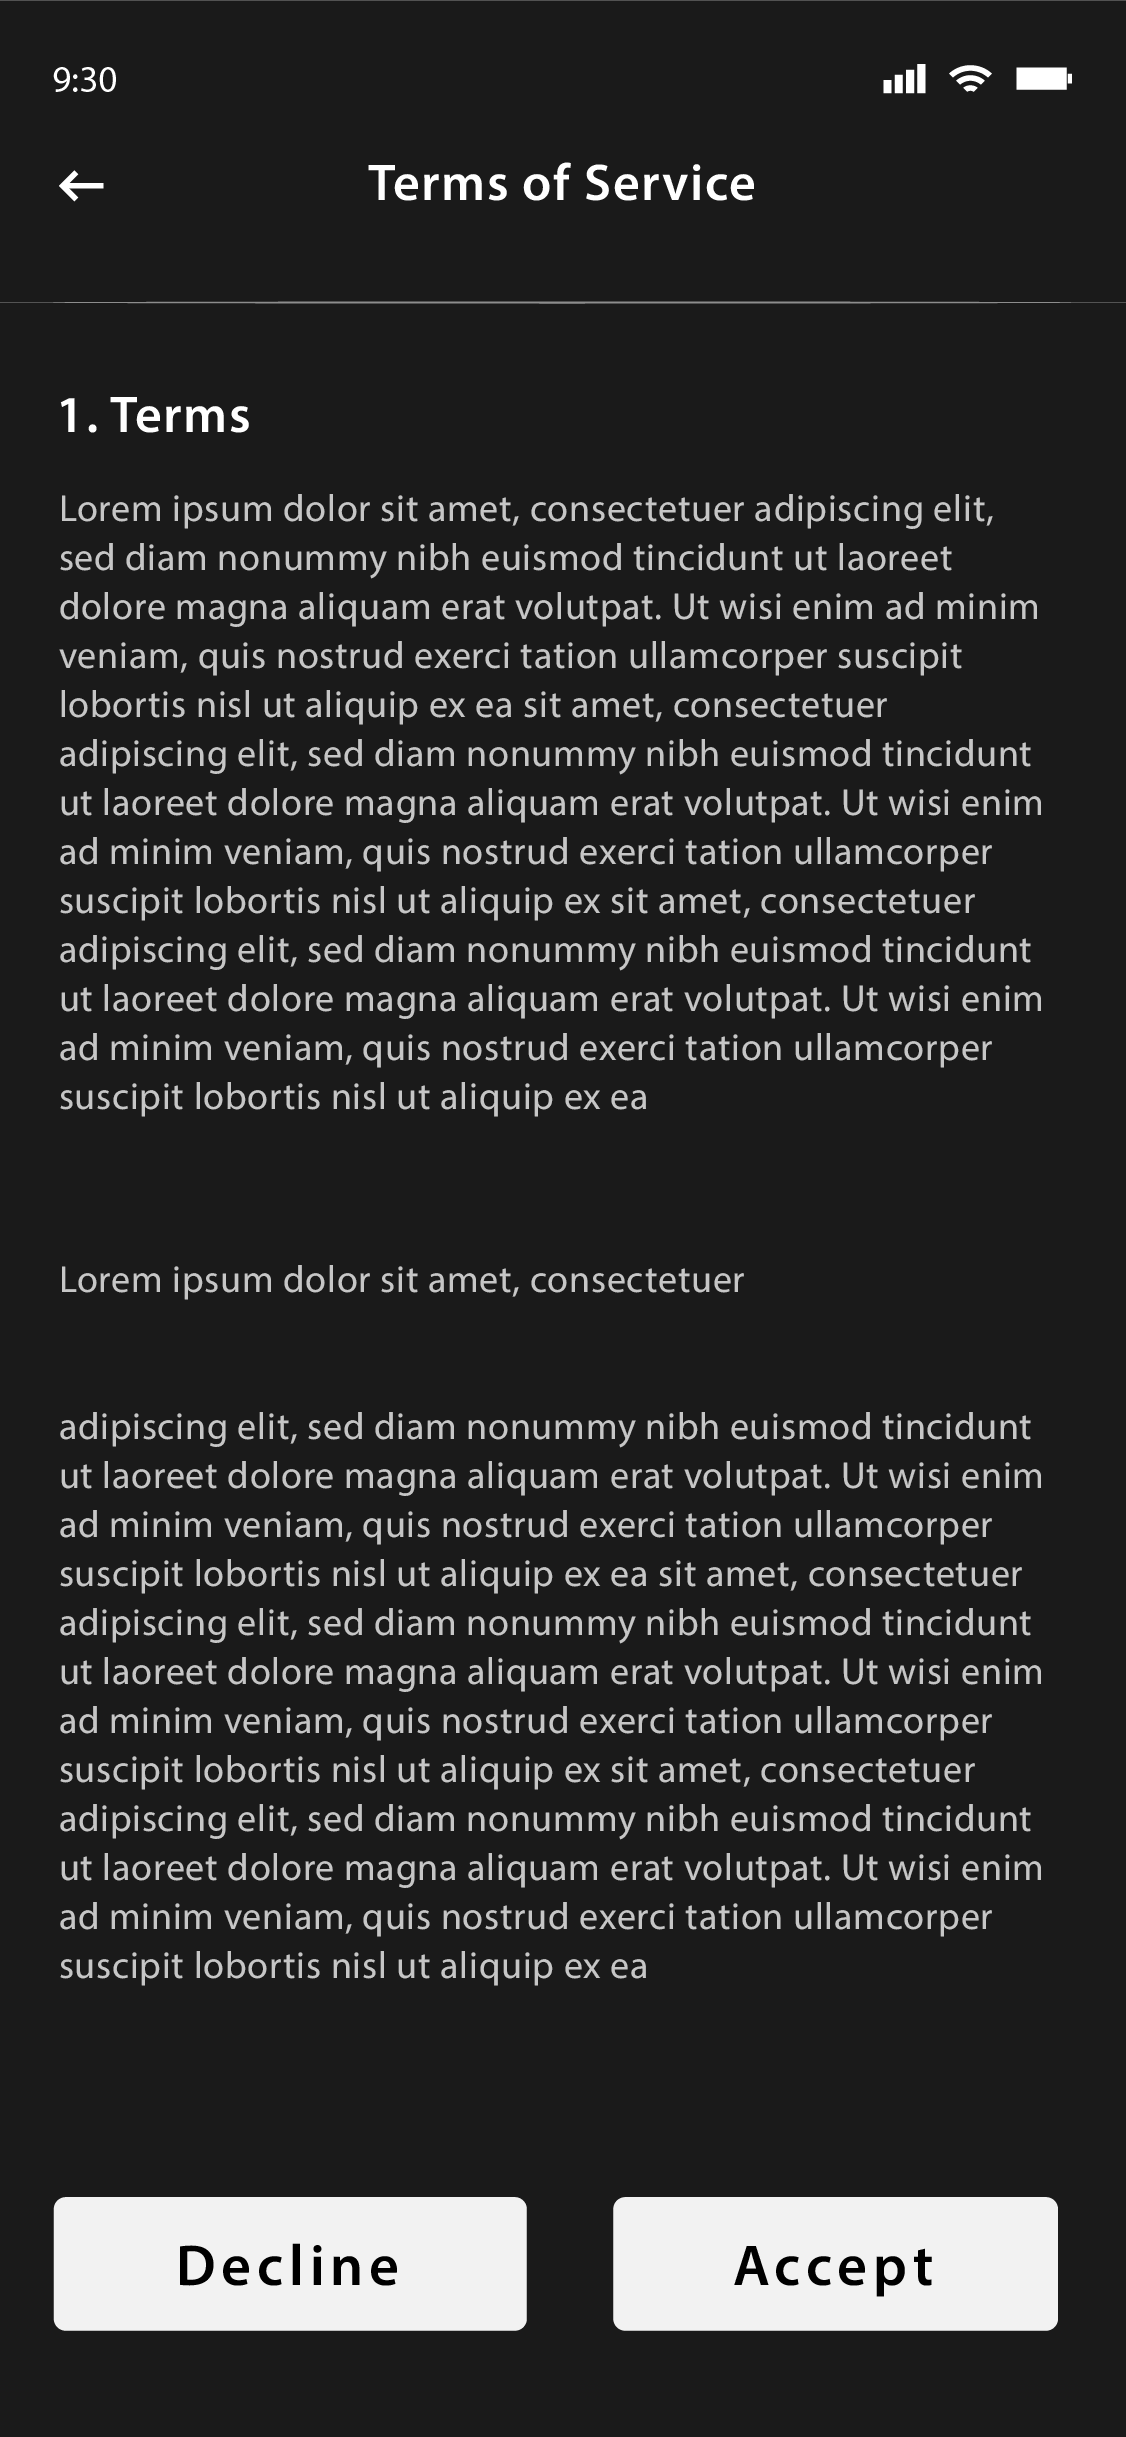 9:30
Terms of Service
1. Terms
Lorem ipsum dolor sit amet, consectetuer adipiscing elit,
sed diam nonummy nibh euismod tincidunt ut laoreet
dolore magna aliquam erat volutpat. Ut wisi enim ad minim
veniam, quis nostrud exerci tation ullamcorper suscipit
lobortis nisl ut aliquip ex ea sit amet, consectetuer
adipiscing elit, sed diam nonummy nibh euismod tincidunt
ut laoreet dolore magna aliquam erat volutpat. Ut wisi enim
ad minim veniam, quis nostrud exerci tation ullamcorper
suscipit lobortis nisl ut aliquip ex sit amet, consectetuer
adipiscing elit, sed diam nonummy nibh euismod tincidunt
ut laoreet dolore magna aliquam erat volutpat. Ut wisi enim
ad minim veniam, quis nostrud exerci tation ullamcorper
suscipit lobortis nisl ut aliquip ex ea
Lorem ipsum dolor sit amet, consectetuer
adipiscing elit, sed diam nonummy nibh euismod tincidunt
ut laoreet dolore magna aliquam erat volutpat. Ut wisi enim
ad minim veniam, quis nostrud exerci tation ullamcorper
suscipit lobortis nisl ut aliquip ex ea sit amet, consectetuer
adipiscing elit, sed diam nonummy nibh euismod tincidunt
ut laoreet dolore magna aliquam erat volutpat. Ut wisi enim
ad minim veniam, quis nostrud exerci tation ullamcorper
suscipit lobortis nisl ut aliquip ex sit amet, consectetuer
adipiscing elit, sed diam nonummy nibh euismod tincidunt
ut laoreet dolore magna aliquam erat volutpat. Ut wisi enim
ad minim veniam, quis nostrud exerci tation ullamcorper
suscipit lobortis nisl ut aliquip ex ea
Decline
Accept